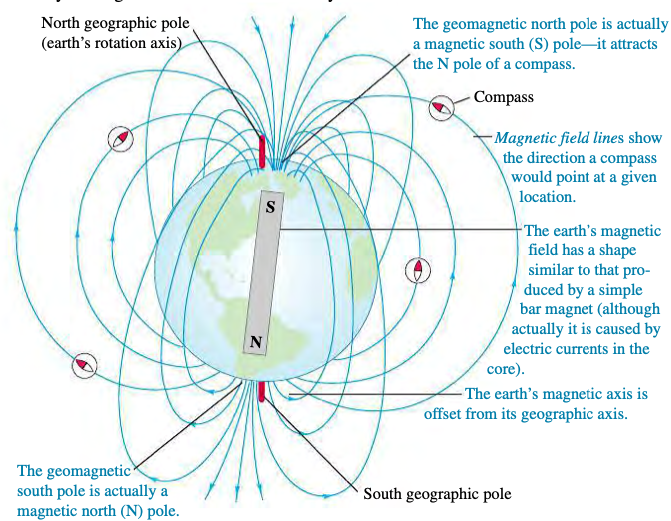 North geographic pole
(earth's rotation axis)
The geomagnetic north pole is actually
a magnetic south (S) pole—it attracts
the N pole of a compass.
Compass
Magnetic field lines show
the direction a compass
would point at a given
location.
S
The earth's magnetic
field has a shape
similar to that pro-
duced by a simple
bar magnet (although
actually it is caused by
electric currents in the
core).
N
The earth's magnetic axis is
offset from its geographic axis.
The geomagnetic
south pole is actually a
magnetic north (N) pole.
South geographic pole